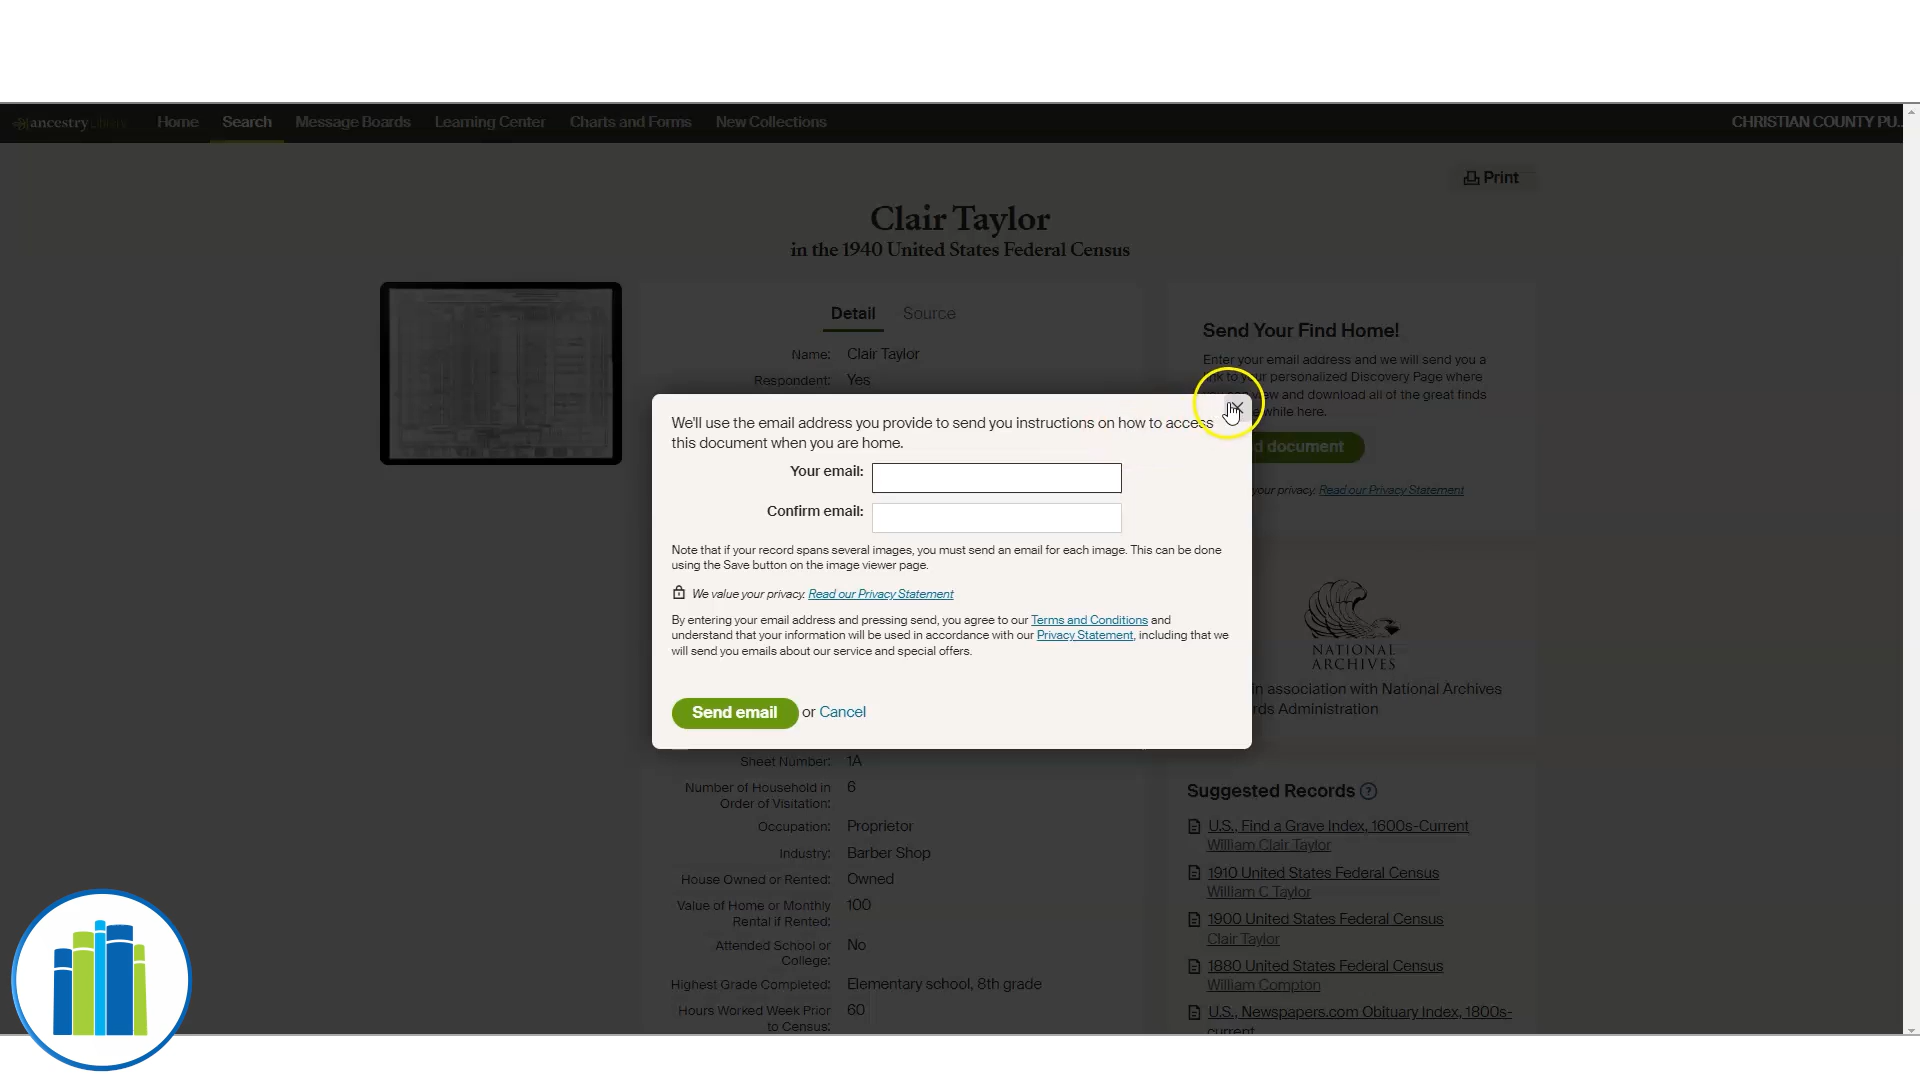 ancestry Library
Home
Search
Message Boards
Learning Center
Charts and Forms
New Collections
CHRISTIAN COUNTY PU...
Print
Clair Taylor
in the 1940 United States Federal Census
Detail
Source
Name: Clair Taylor
Respondent: Yes
Send Your Find Home!
Enter your email address and we will send you a
to your personalized Discovery Page where
view and download all of the great finds
while here.
document
your privacy. Read our Privacy Statement
We'll use the email address you provide to send you instructions on how to access
this document when you are home.
Your email:
Confirm email:
Note that if your record spans several images, you must send an email for each image. This can be done
using the Save button on the image viewer page.
We value your privacy. Read our Privacy Statement
By entering your email address and pressing send, you agree to our Terms and Conditions and
understand that your information will be used in accordance with our Privacy Statement, including that we
will send you emails about our service and special offers.
Send email or Cancel
NATIONAL
ARCHIVES
in association with National Archives
Administration
Sheet Number: 1A
Number of Household in 6
Order of Visitation:
Occupation: Proprietor
Industry: Barber Shop
House Owned or Rented: Owned
Value of Home or Monthly 100
Rental if Rented:
Attended School or No
College:
Highest Grade Completed: Elementary school, 8th grade
Hours Worked Week Prior 60
to Census:
Suggested Records ?
U.S., Find a Grave Index, 1600s-Current
William Clair Taylor
1910 United States Federal Census
William C Taylor
1900 United States Federal Census
Clair Taylor
1880 United States Federal Census
William Compton
U.S., Newspapers.com Obituary Index, 1800s-
current